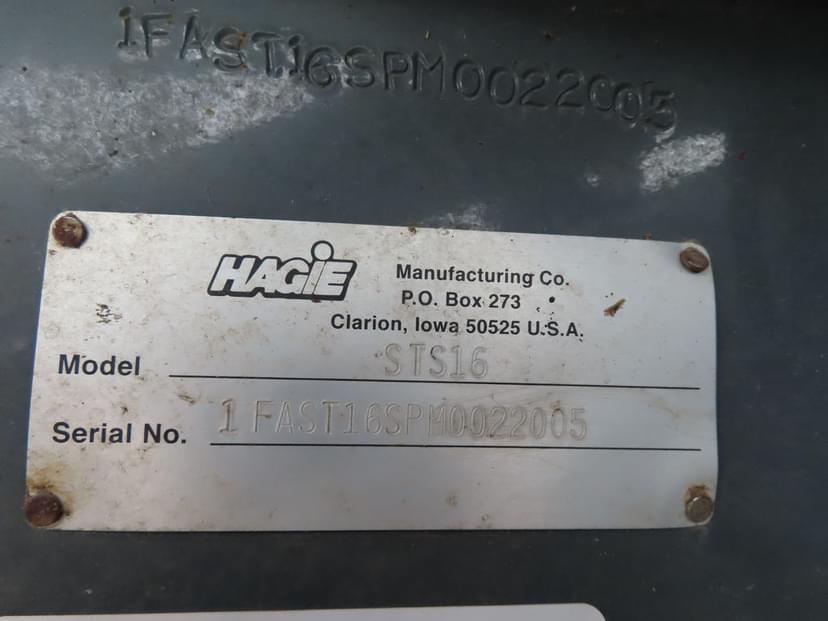 1FAST16SPM0022005
HAGIE
Manufacturing Co.
P.O. Box 273
Clarion, Iowa 50525 U.S.A.
Model STS16
Serial No. 1FAST16SPM0022005